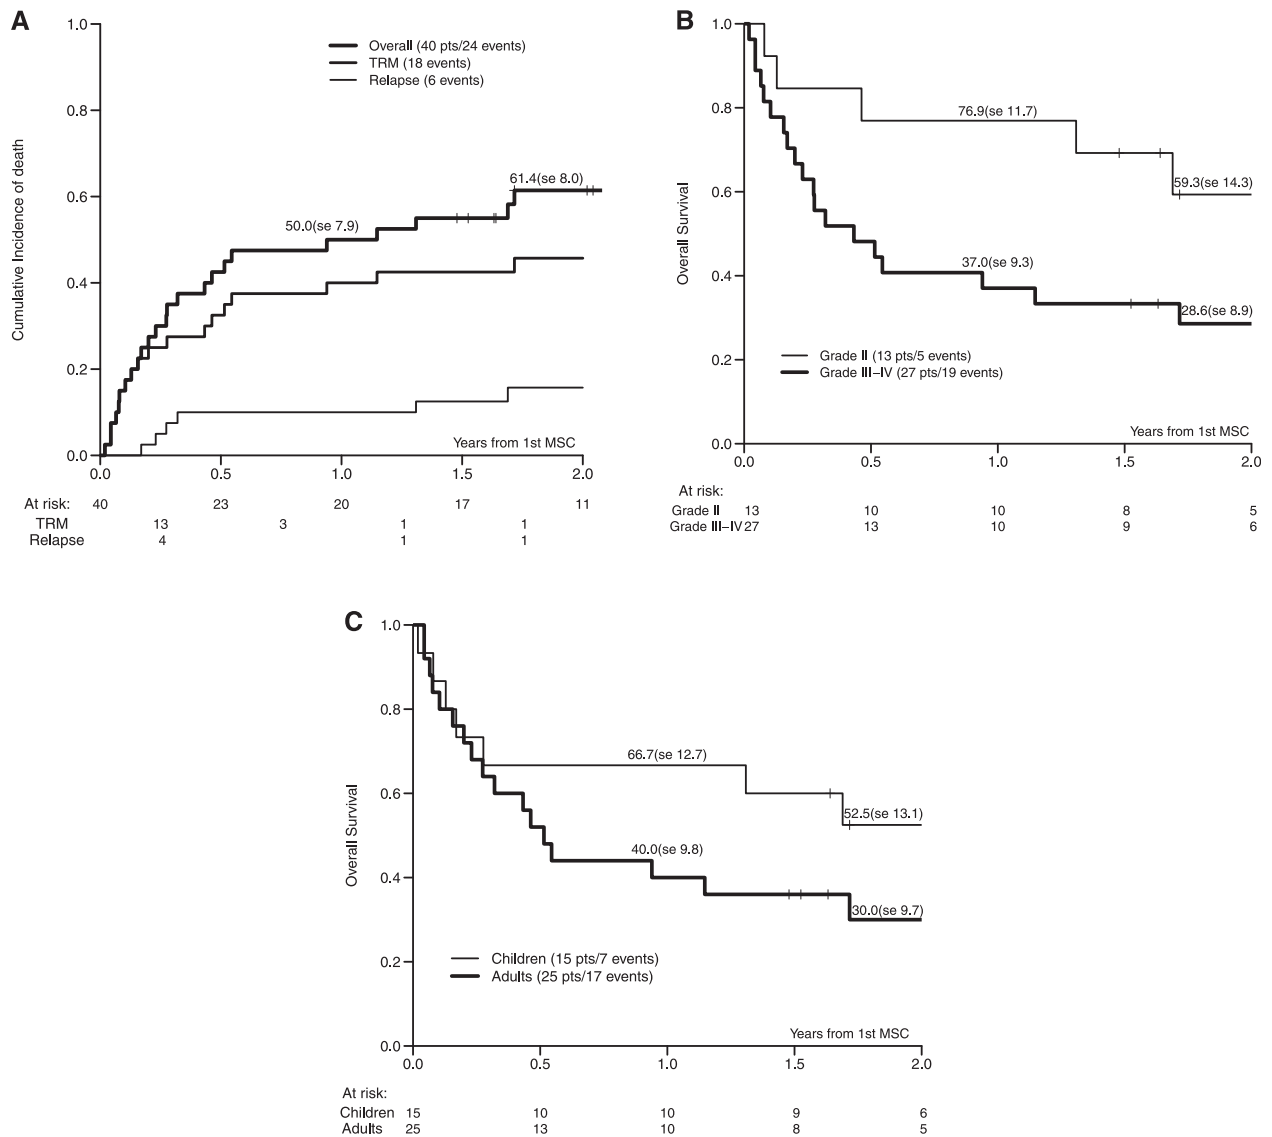 A
1.0
0.8
0.6
0.4
0.2
0.0
Cumulative Incidence of death
Overall (40 pts/24 events)
TRM (18 events)
Relapse (6 events)
61.4(se 8.0)
50.0(se 7.9)
Years from 1st MSC
0.0 0.5 1.0 1.5 2.0
At risk: 40 23 20 17 11
TRM 13 3 1 1
Relapse 4 1 1
B
1.0
0.8
0.6
0.4
0.2
0.0
Overall Survival
76.9(se 11.7)
59.3(se 14.3)
37.0(se 9.3)
28.6(se 8.9)
Grade II (13 pts/5 events)
Grade III–IV (27 pts/19 events)
Years from 1st MSC
0.0 0.5 1.0 1.5 2.0
At risk:
Grade II 13 10 10 8 5
Grade III–IV 27 13 10 9 6
C
1.0
0.8
0.6
0.4
0.2
0.0
Overall Survival
66.7(se 12.7)
52.5(se 13.1)
40.0(se 9.8)
30.0(se 9.7)
Children (15 pts/7 events)
Adults (25 pts/17 events)
Years from 1st MSC
0.0 0.5 1.0 1.5 2.0
At risk:
Children 15 10 10 9 6
Adults 25 13 10 8 5